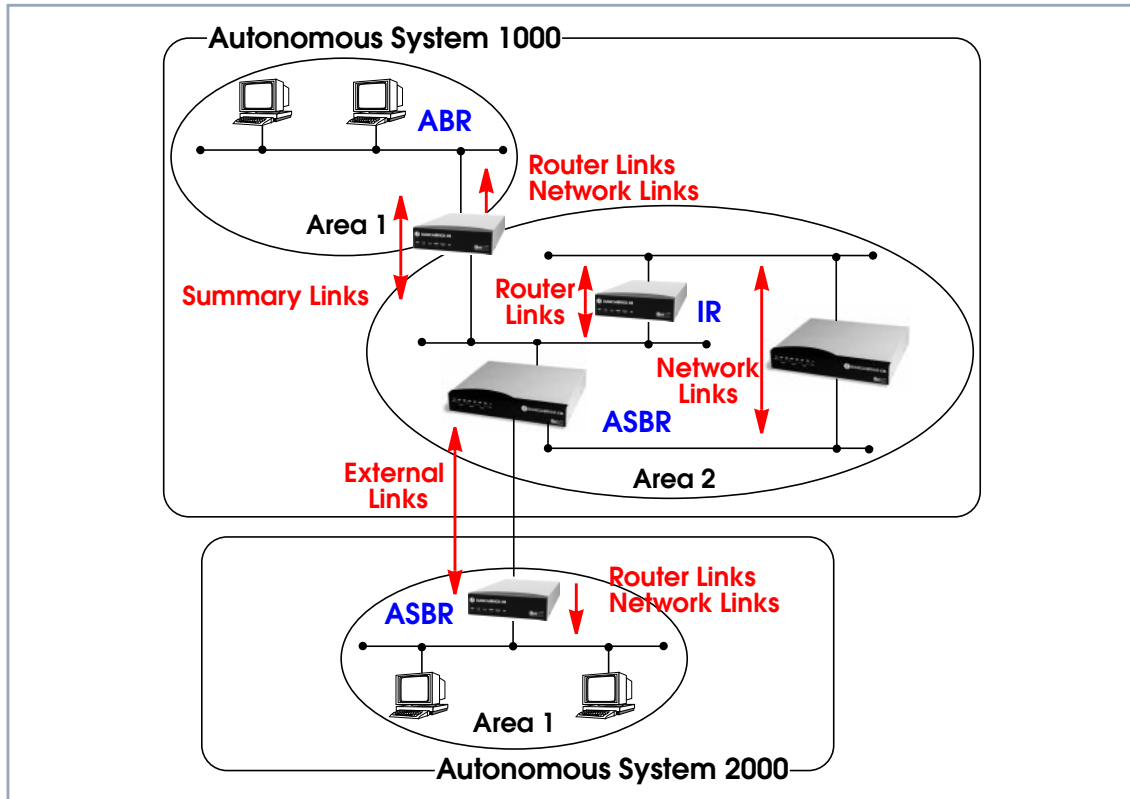 Autonomous System 1000
ABR
Router Links
Network Links
Area 1
Summary Links
Router
Links
IR
Network
Links
ASBR
External
Links
Area 2
Router Links
Network Links
ASBR
Area 1
Autonomous System 2000